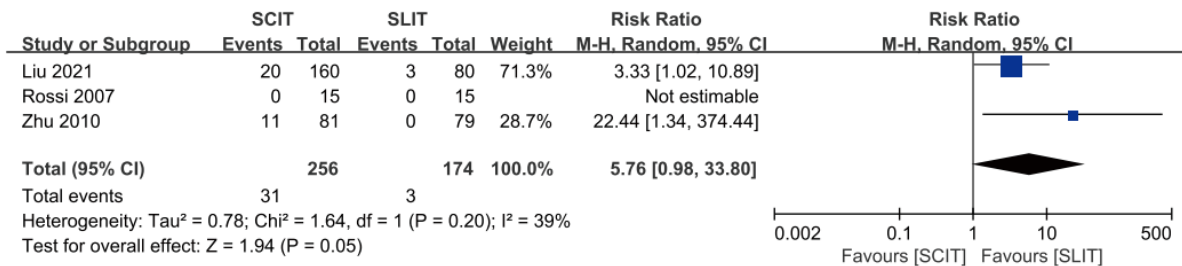 SCIT SLIT Risk Ratio Risk Ratio
Study or Subgroup Events Total Events Total Weight M-H, Random, 95% CI M-H, Random, 95% CI
Liu 2021 20 160 3 80 71.3% 3.33 [1.02, 10.89]
Rossi 2007 0 15 0 15 Not estimable
Zhu 2010 11 81 0 79 28.7% 22.44 [1.34, 374.44]
Total (95% CI) 256 174 100.0% 5.76 [0.98, 33.80]
Total events 31 3
Heterogeneity: Tau² = 0.78; Chi² = 1.64, df = 1 (P = 0.20); I² = 39%
Test for overall effect: Z = 1.94 (P = 0.05)
0.002 0.1 1 10 500
Favours [SCIT] Favours [SLIT]